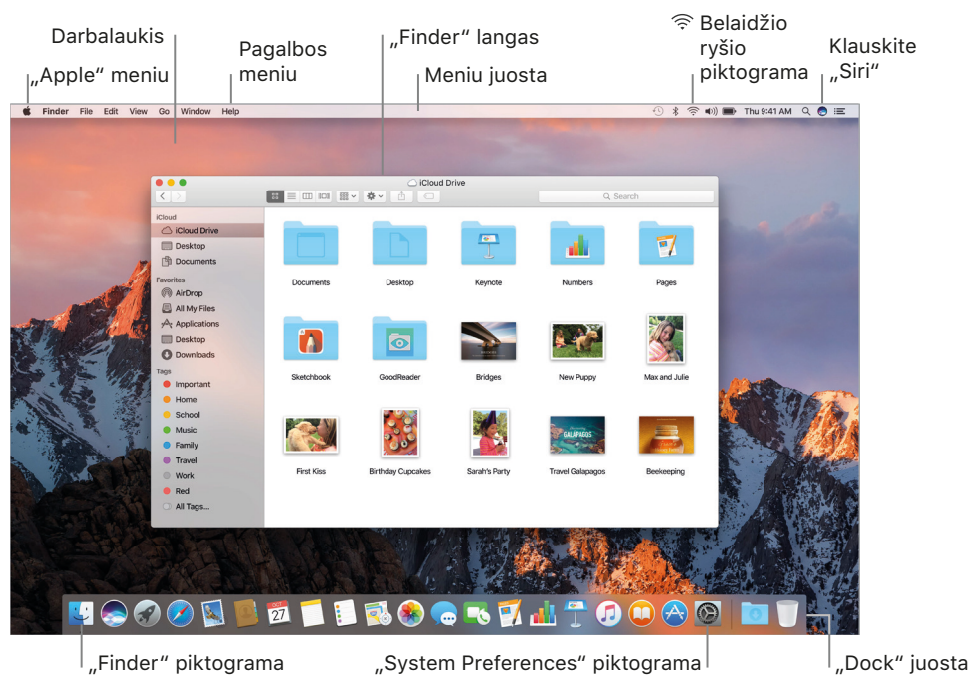 Darbalaukis
„Apple“ meniu
Pagalbos
meniu
„Finder“ langas
Meniu juosta
Belaidžio
ryšio
piktograma
Klauskite
„Siri“
Finder File Edit View Go Window Help
Thu 9:41 AM
iCloud Drive
Search
iCloud
iCloud Drive
Desktop
Documents
Favorites
AirDrop
All My Files
Applications
Desktop
Downloads
Tags
Important
Home
School
Music
Family
Travel
Work
Red
All Tags...
Documents Desktop Keynote Numbers Pages
Sketchbook GoodReader Bridges New Puppy Max and Julie
GALÁPAGOS
First Kiss Birthday Cupcakes Sarah's Party Travel Galapagos Beekeeping
OCT
27
„Finder“ piktograma
„System Preferences“ piktograma
„Dock“ juosta